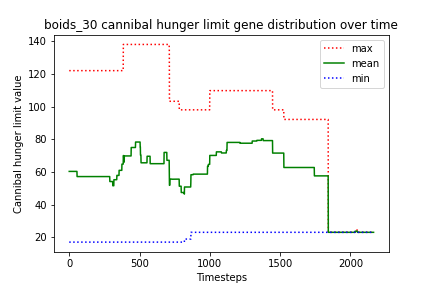 boids_30 cannibal hunger limit gene distribution over time
140
120
100
80
60
40
20
Cannibal hunger limit value
max
mean
min
0
500
1000
1500
2000
Timesteps